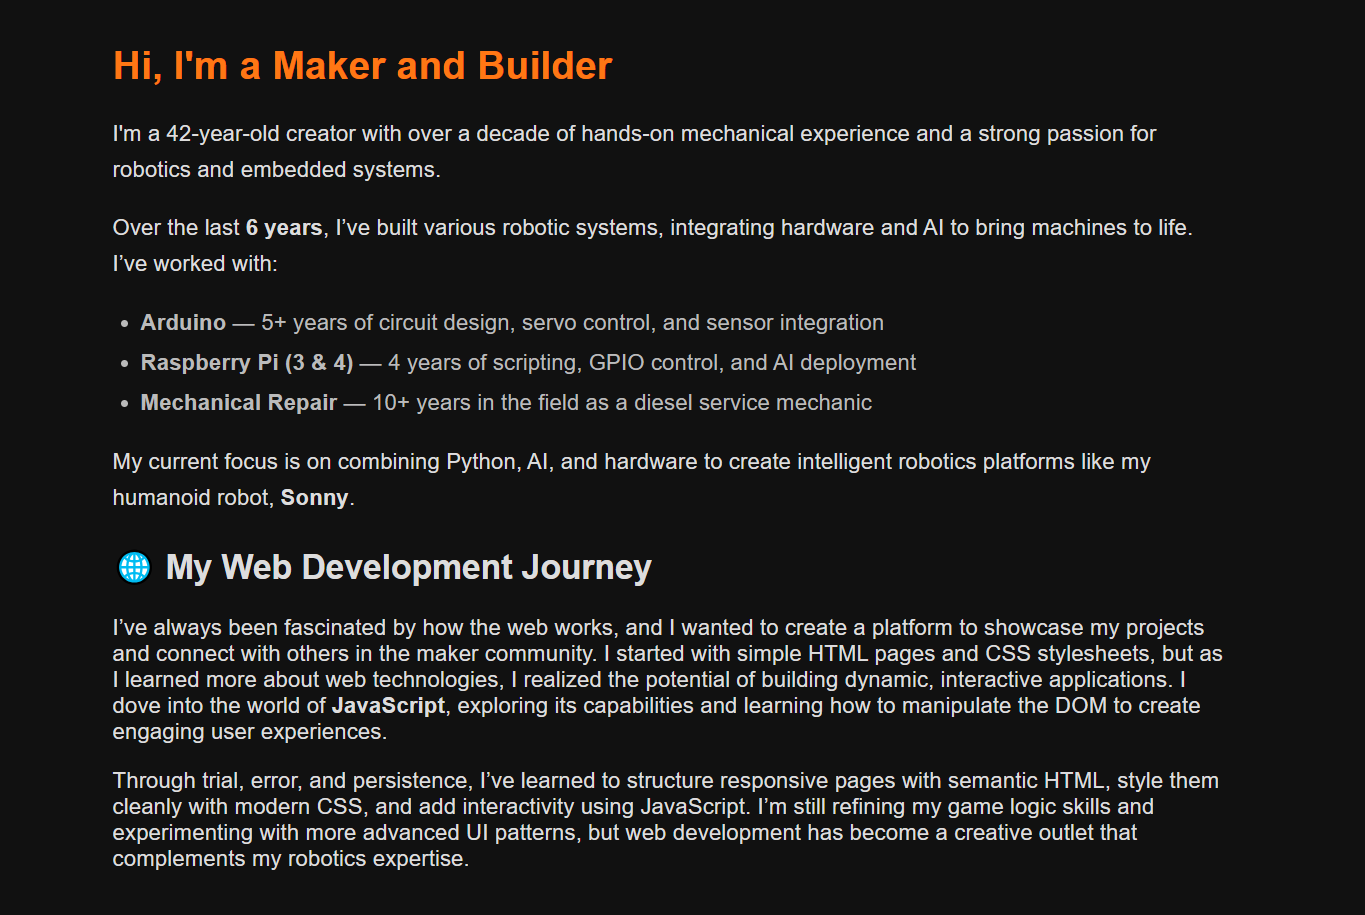 Hi, I'm a Maker and Builder
I'm a 42-year-old creator with over a decade of hands-on mechanical experience and a strong passion for
robotics and embedded systems.
Over the last 6 years, I’ve built various robotic systems, integrating hardware and AI to bring machines to life.
I’ve worked with:
• Arduino — 5+ years of circuit design, servo control, and sensor integration
• Raspberry Pi (3 & 4) — 4 years of scripting, GPIO control, and AI deployment
• Mechanical Repair — 10+ years in the field as a diesel service mechanic
My current focus is on combining Python, AI, and hardware to create intelligent robotics platforms like my
humanoid robot, Sonny.
🌐 My Web Development Journey
I’ve always been fascinated by how the web works, and I wanted to create a platform to showcase my projects
and connect with others in the maker community. I started with simple HTML pages and CSS stylesheets, but as
I learned more about web technologies, I realized the potential of building dynamic, interactive applications. I
dove into the world of JavaScript, exploring its capabilities and learning how to manipulate the DOM to create
engaging user experiences.
Through trial, error, and persistence, I’ve learned to structure responsive pages with semantic HTML, style them
cleanly with modern CSS, and add interactivity using JavaScript. I’m still refining my game logic skills and
experimenting with more advanced UI patterns, but web development has become a creative outlet that
complements my robotics expertise.